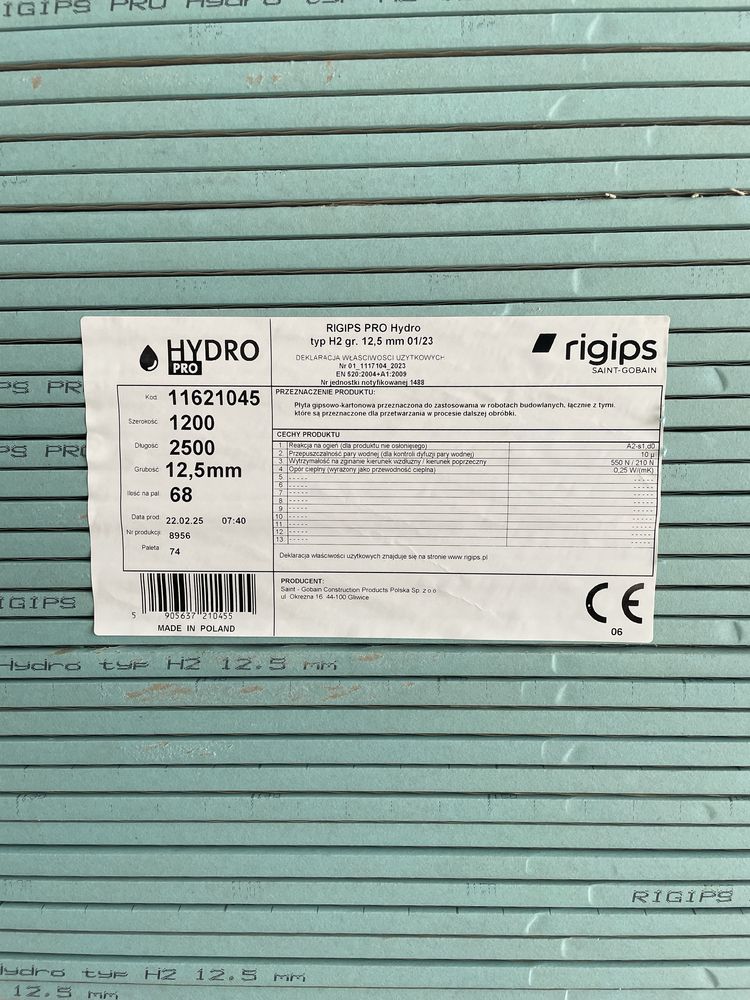 IGIPS PRO Hydro typ H2
HYDRO
PRO
RIGIPS PRO Hydro
typ H2 gr. 12,5 mm 01/23
DEKLARACJA WŁAŚCIWOŚCI UŻYTKOWYCH
Nr 01_1117104_2023
EN 520:2004+A1:2009
Nr jednostki notyfikowanej 1488
rigips
SAINT-GOBAIN
Kod 11621045
Szerokość 1200
Długość 2500
Grubość 12,5mm
Ilość na pal. 68
Data prod. 22.02.25 07:40
Nr produkcji 8956
Paleta 74
PRZEZNACZENIE PRODUKTU:
Płyta gipsowo-kartonowa przeznaczona do zastosowania w robotach budowlanych, łącznie z tymi,
które są przeznaczone dla przetwarzania w procesie dalszej obróbki.
CECHY PRODUKTU
1. Reakcja na ogień (dla produktu nie osłoniętego) A2-s1,d0
2. Przepuszczalność pary wodnej (dla kontroli dyfuzji pary wodnej) 10 µ
3. Wytrzymałość na zginanie kierunek wzdłużny / kierunek poprzeczny 550 N / 210 N
4. Opór cieplny (wyrażony jako przewodność cieplna) 0,25 W/(mK)
5. ----- -----
6. ----- -----
7. ----- -----
8. ----- -----
9. ----- -----
10. ----- -----
11. ----- -----
12. ----- -----
13. ----- -----
Deklaracja właściwości użytkowych znajduje się na stronie www.rigips.pl
5 905637 210455
MADE IN POLAND
PRODUCENT:
Saint - Gobain Construction Products Polska Sp. z o.o
ul. Okrężna 16 44-100 Gliwice
CE
06
PS PRO
PS PRO
IGIPS
Hydro typ H2 12.5 mm
RIGIPS
Hydro typ H2 12.5 mm
12.5 mm